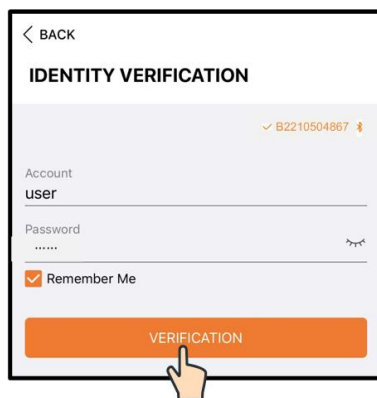 BACK
IDENTITY VERIFICATION
B2210504867
Account
user
Password
......
Remember Me
VERIFICATION